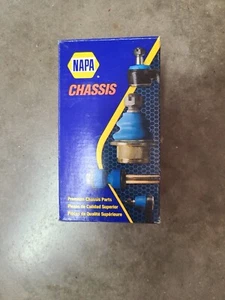 NAPA
®
CHASSIS
Premium Chassis Parts
Piezas de Calidad Superior
Pièces de Qualité Supérieure